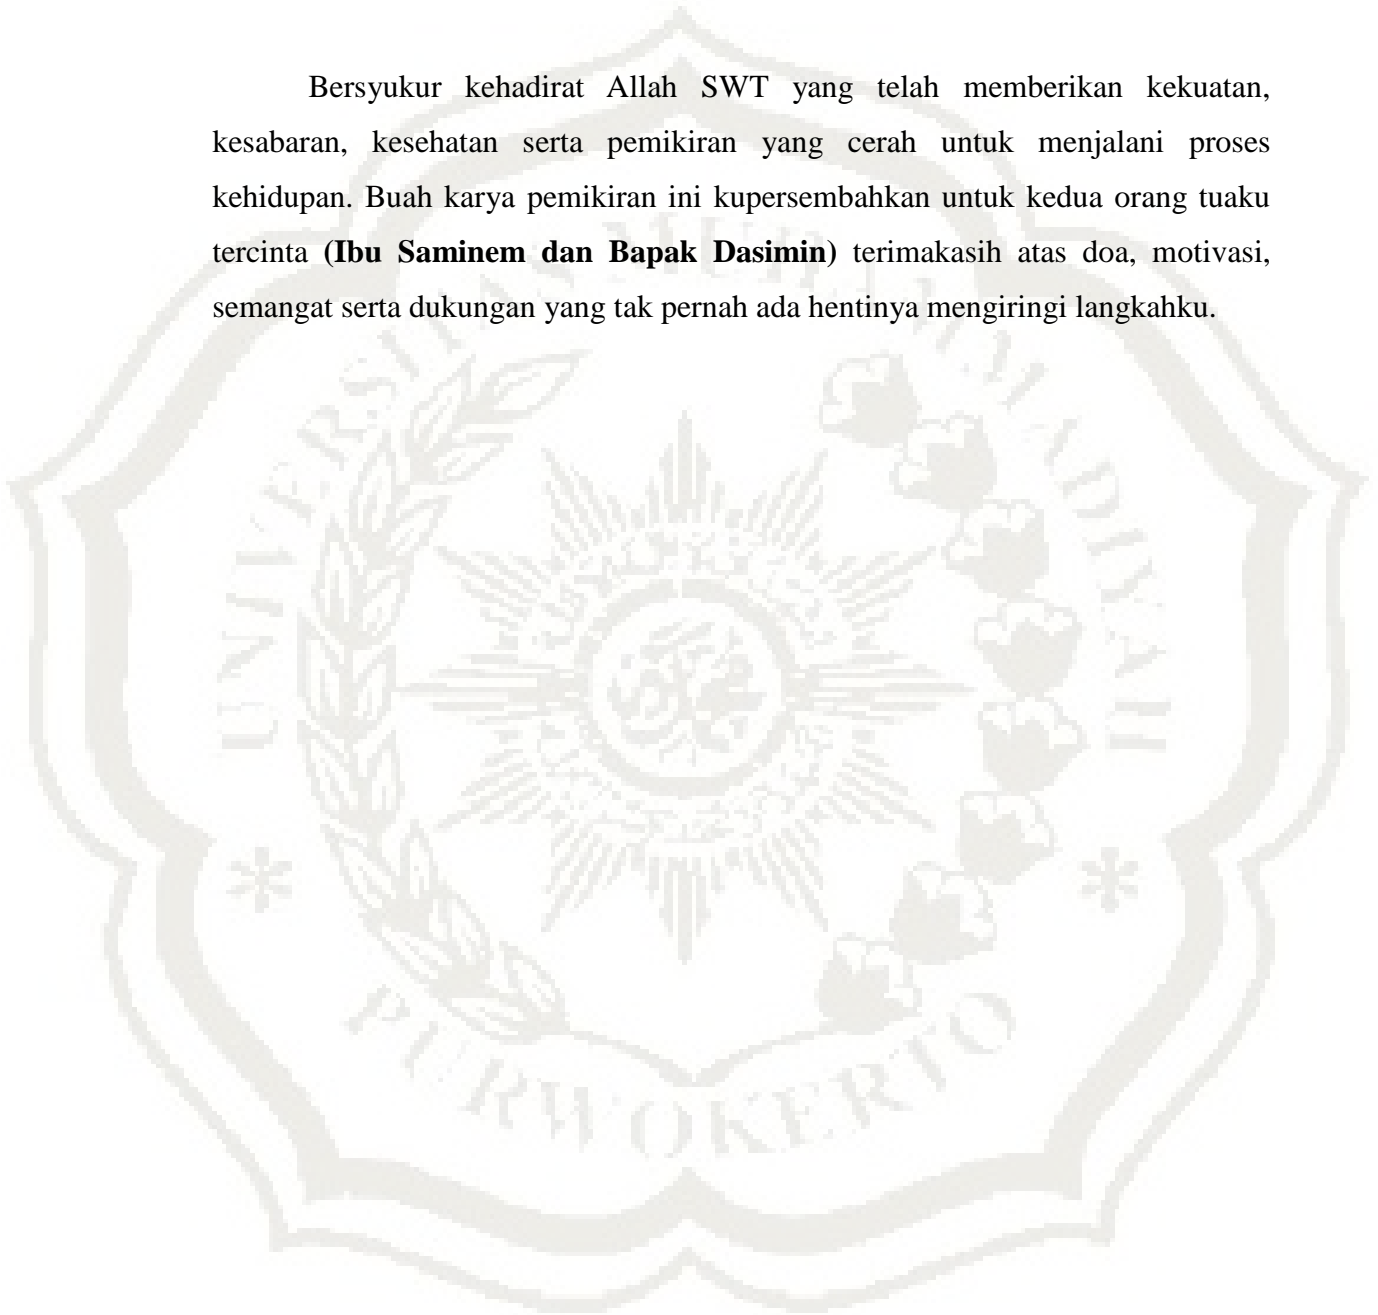 Bersyukur kehadirat Allah SWT yang telah memberikan kekuatan,
kesabaran, kesehatan serta pemikiran yang cerah untuk menjalani proses
kehidupan. Buah karya pemikiran ini kupersembahkan untuk kedua orang tuaku
tercinta (Ibu Saminem dan Bapak Dasimin) terimakasih atas doa, motivasi,
semangat serta dukungan yang tak pernah ada hentinya mengiringi langkahku.
UNIVERSITAS MUHAMMADIYAH
PURWOKERTO